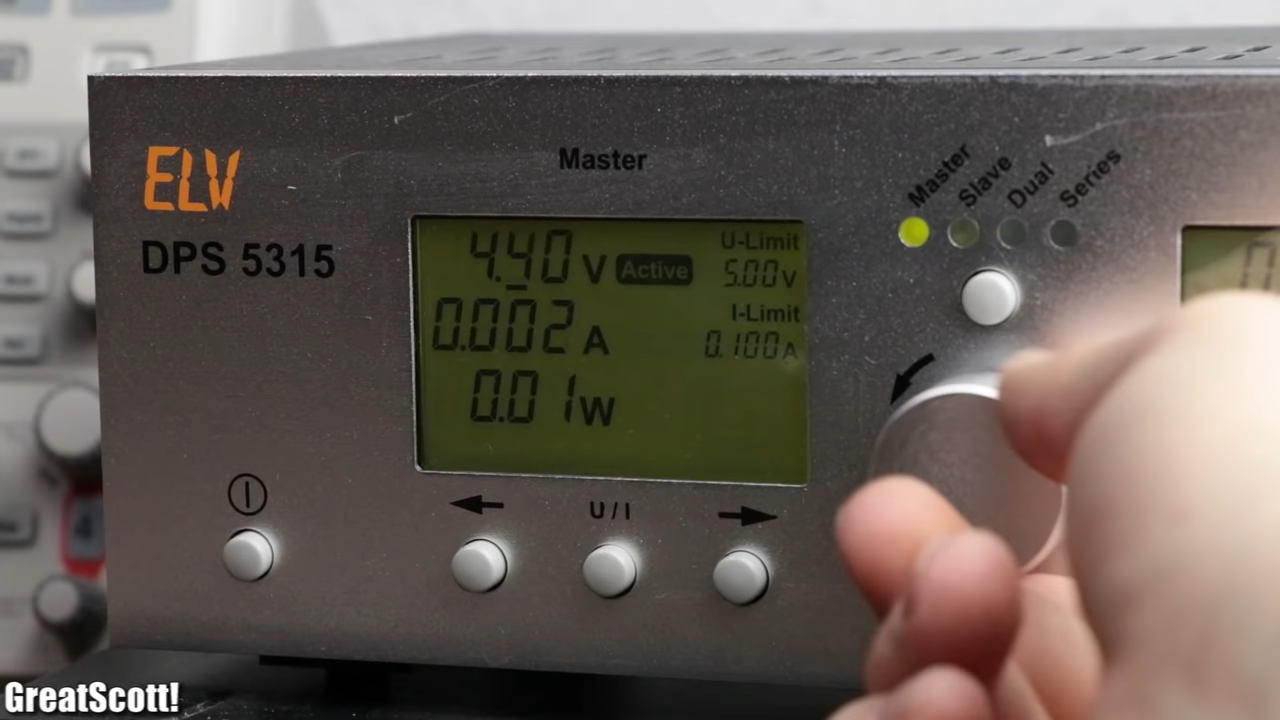 ELV
DPS 5315
Master
4.40 V Active
0.002 A
0.01 W
U-Limit
5.00 V
I-Limit
0.100 A
Master
Slave
Dual
Series
U/I
GreatScott!